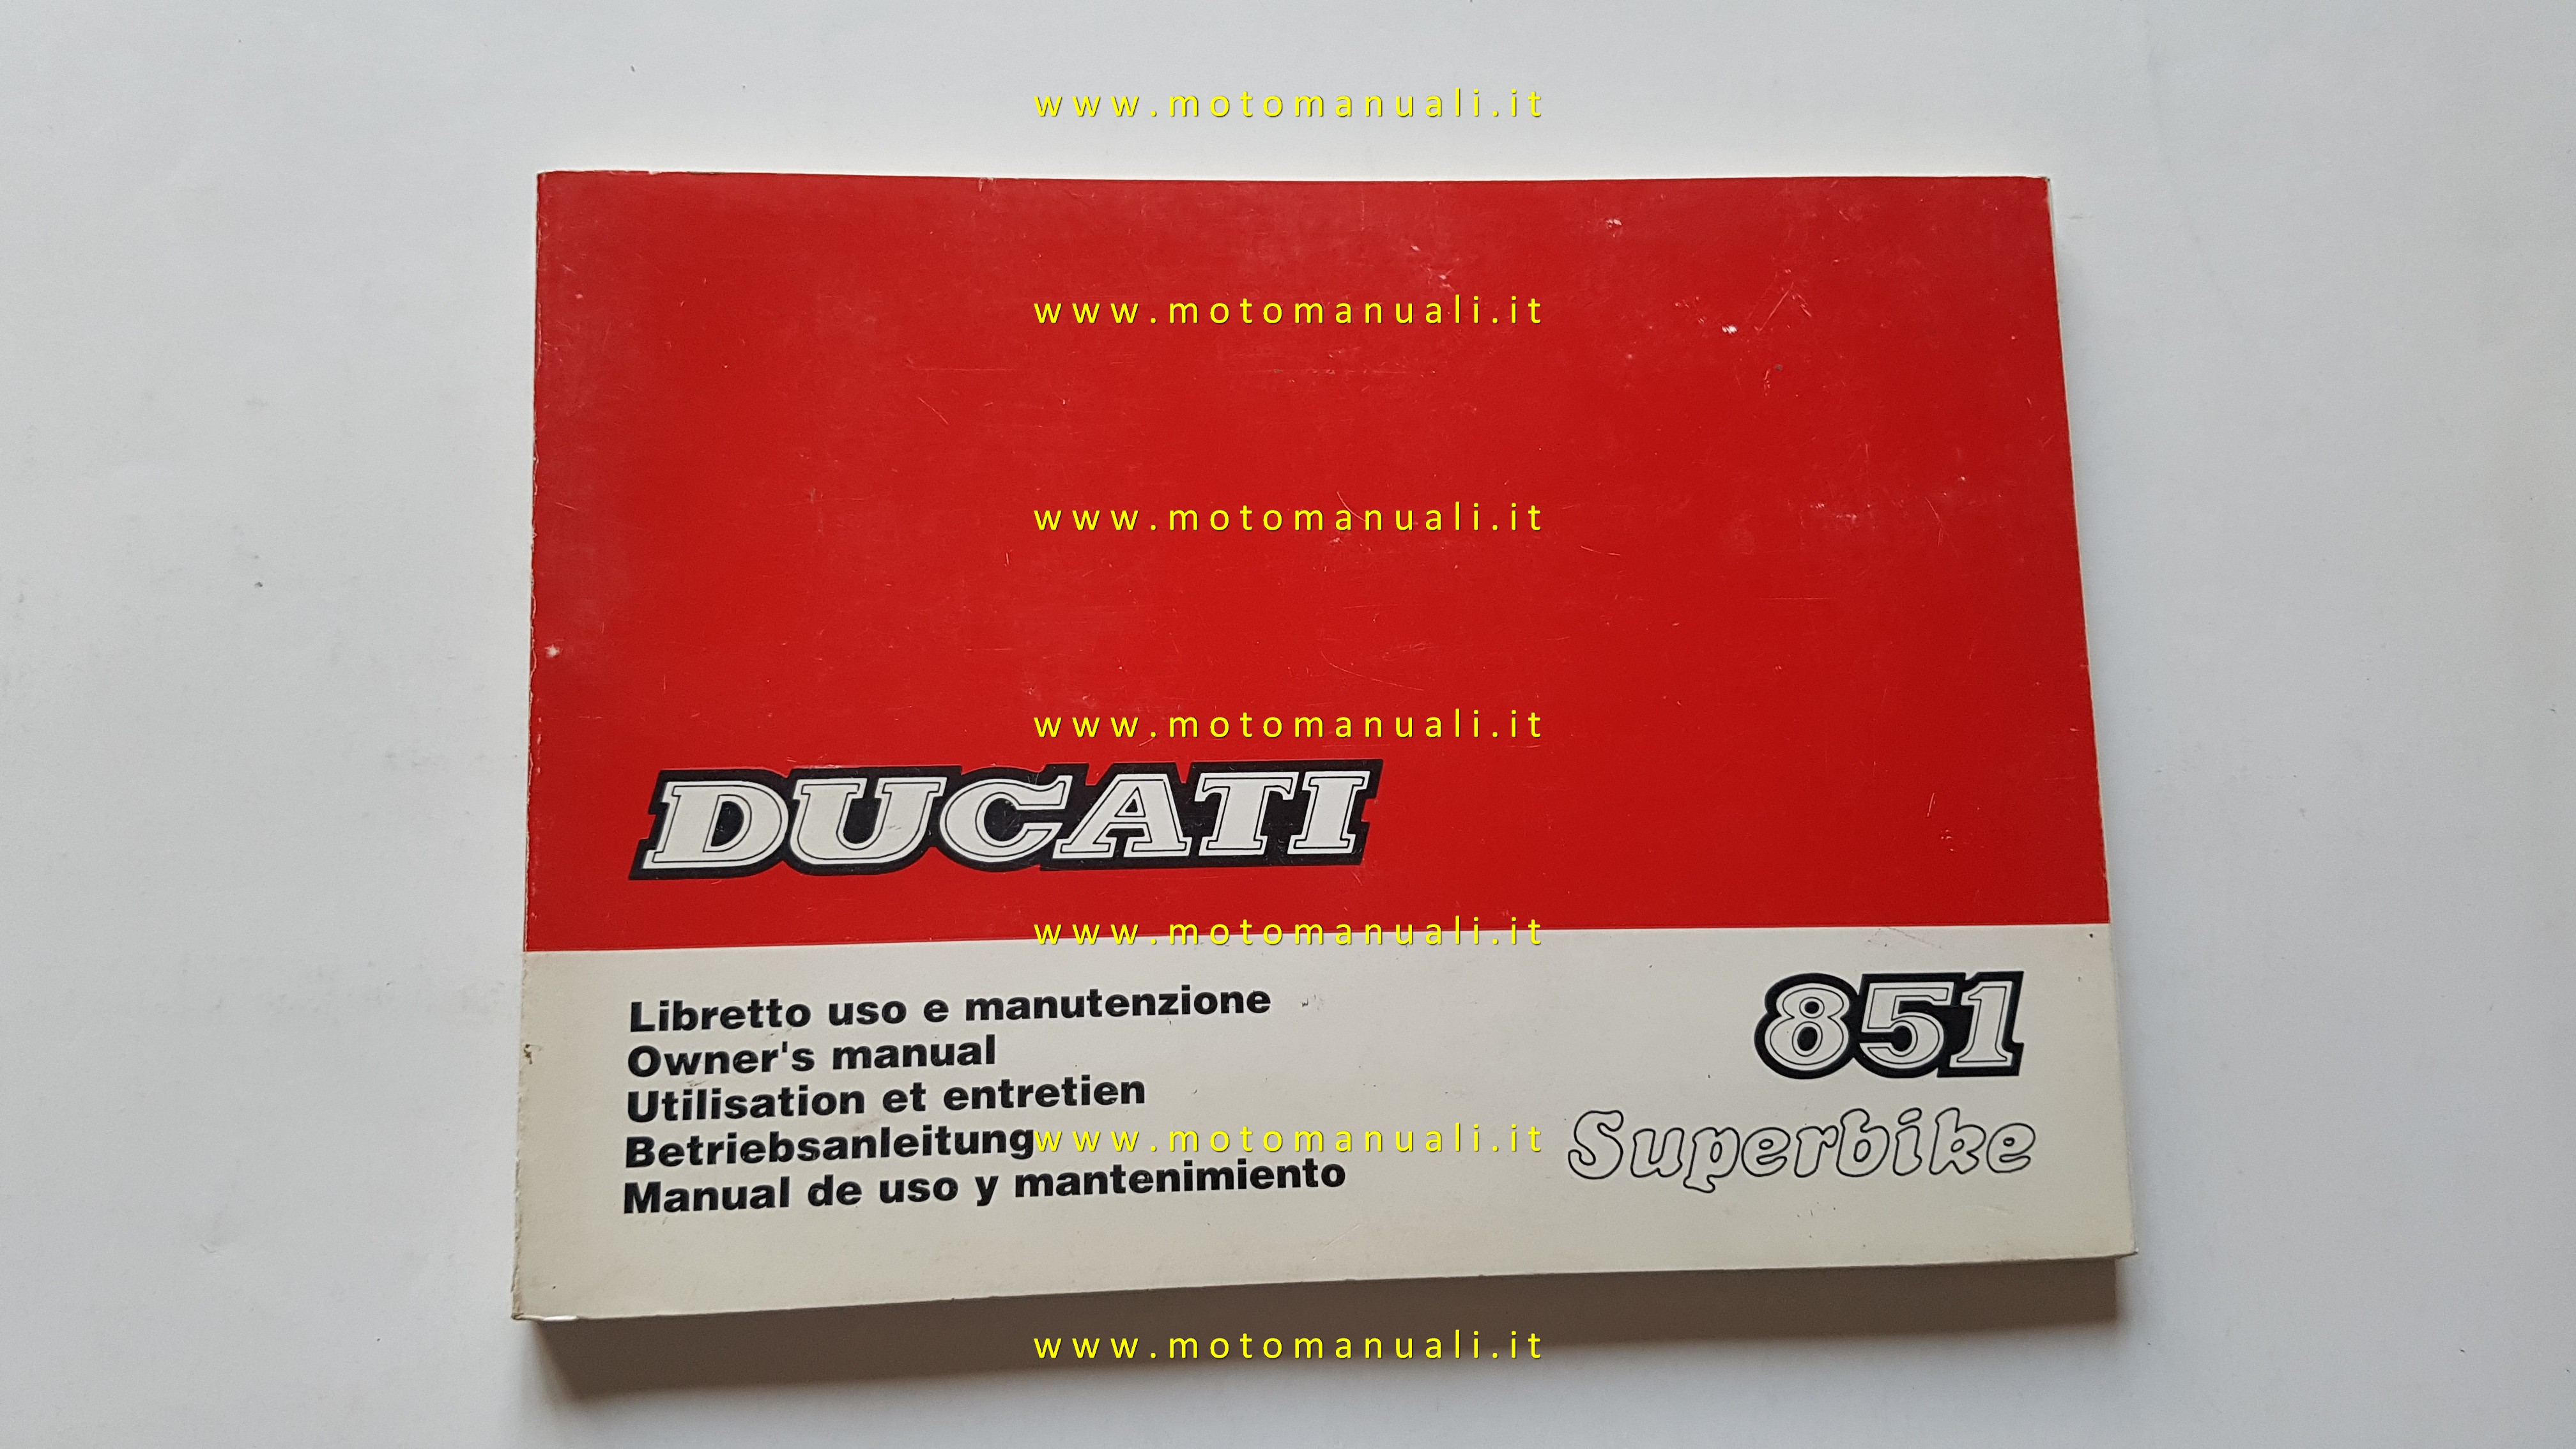 www.motomanuali.it
www.motomanuali.it
www.motomanuali.it
www.motomanuali.it
DUCATI
www.motomanuali.it
851
Superbike
Libretto uso e manutenzione
Owner's manual
Utilisation et entretien
Betriebsanleitung
www.motomanuali.it
Manual de uso y mantenimiento
www.motomanuali.it